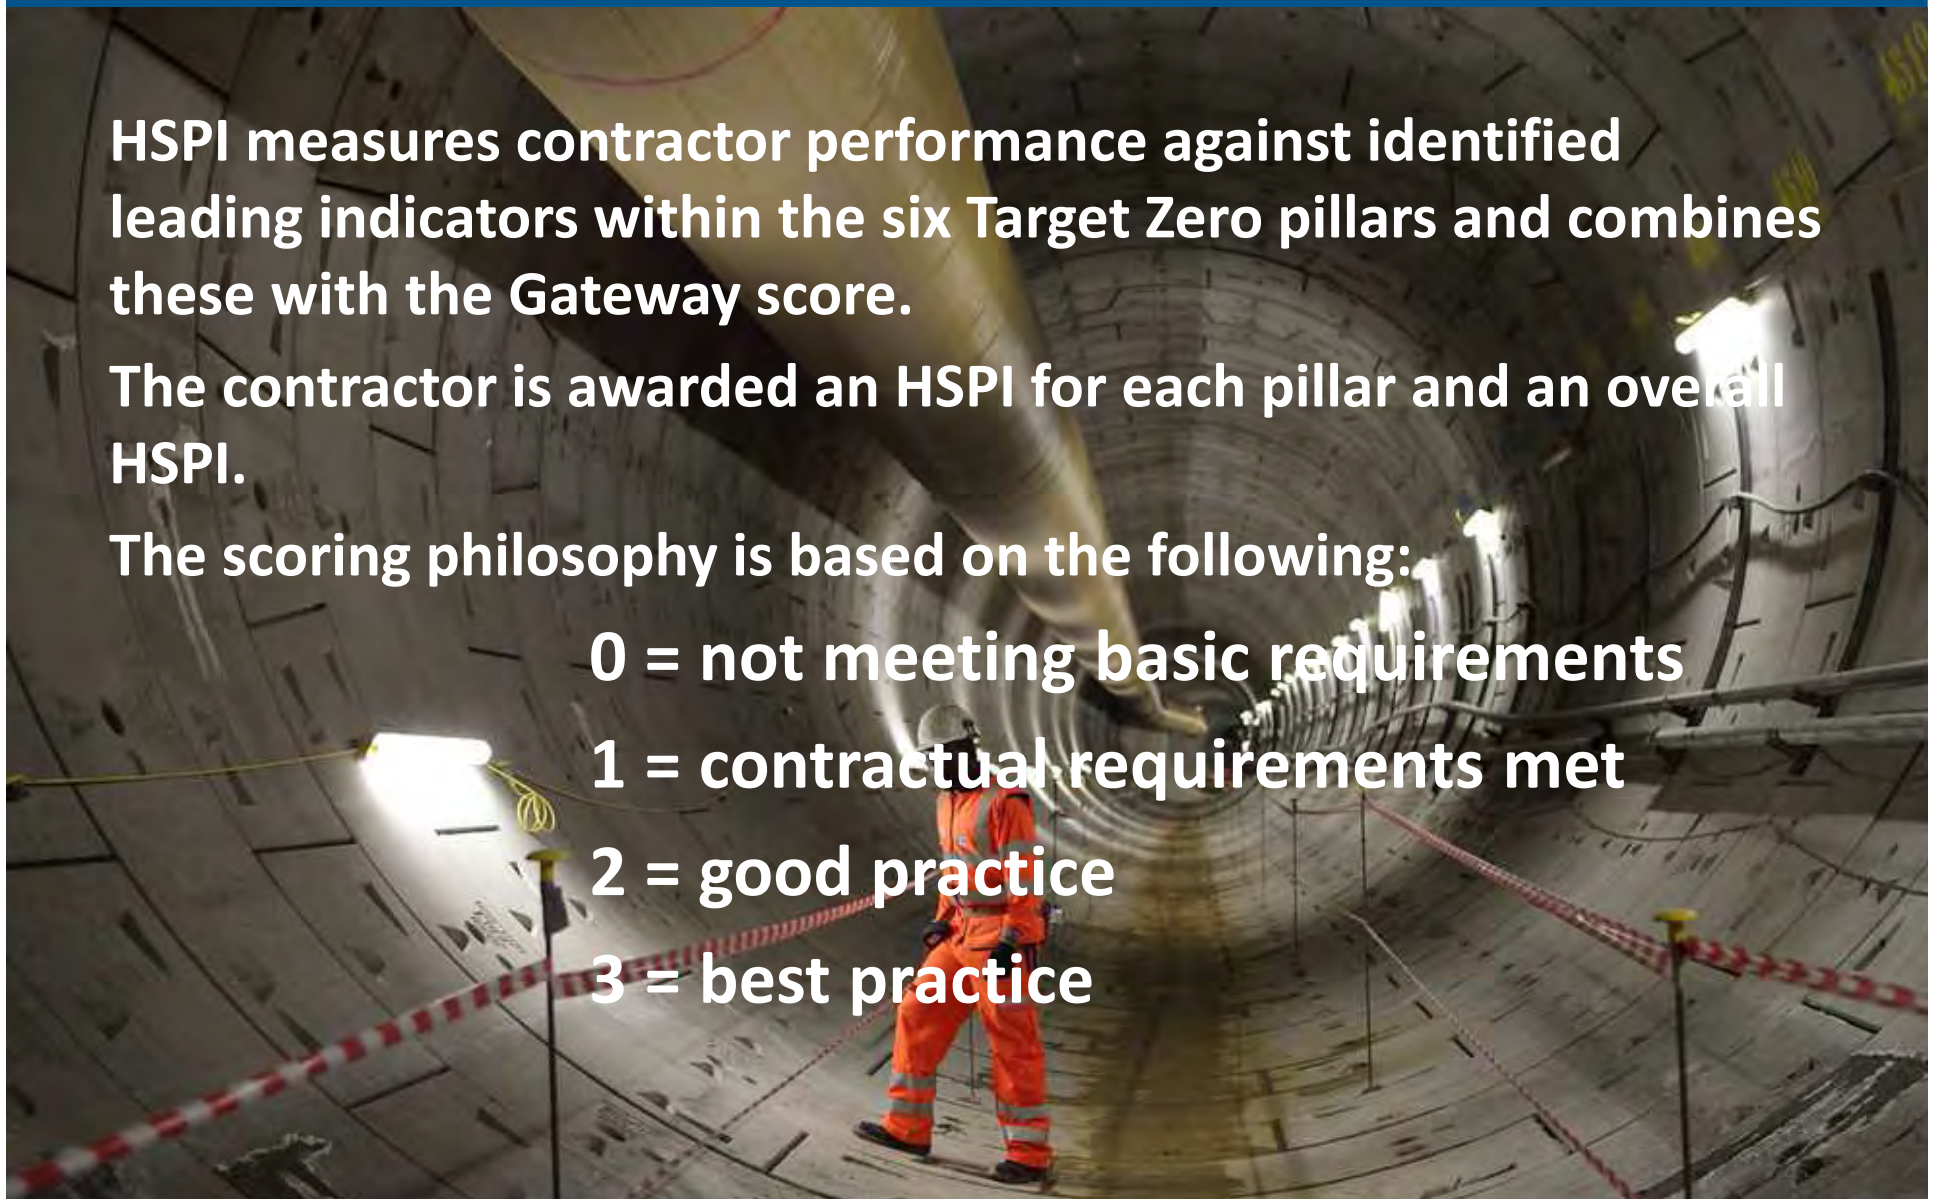 HSPI measures contractor performance against identified
leading indicators within the six Target Zero pillars and combines
these with the Gateway score.
The contractor is awarded an HSPI for each pillar and an overall
HSPI.
The scoring philosophy is based on the following:
0 = not meeting basic requirements
1 = contractual requirements met
2 = good practice
3 = best practice